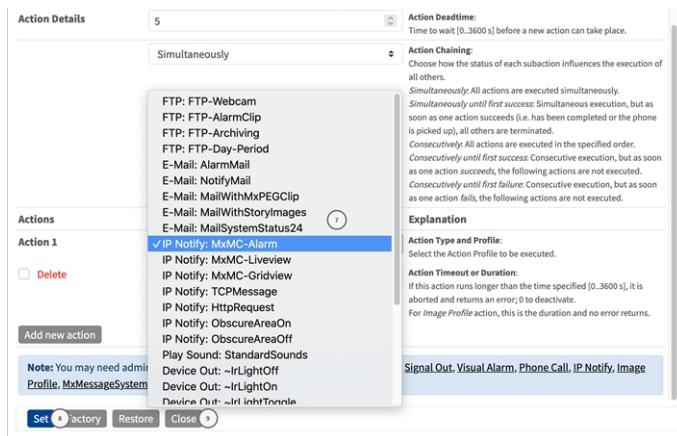 Action Details
5
Action Deadtime:
Time to wait [0..3600 s] before a new action can take place.
Simultaneously
Action Chaining:
Choose how the status of each subaction influences the execution of
all others.
Simultaneously: All actions are executed simultaneously.
Simultaneously until first success: Simultaneous execution, but as
soon as one action succeeds (i.e. has been completed or the phone
is picked up), all others are terminated.
Consecutively: All actions are executed in the specified order.
Consecutively until first success: Consecutive execution, but as soon
as one action succeeds, the following actions are not executed.
Consecutively until first failure: Consecutive execution, but as soon
as one action fails, the following actions are not executed.
FTP: FTP-Webcam
FTP: FTP-AlarmClip
FTP: FTP-Archiving
FTP: FTP-Day-Period
E-Mail: AlarmMail
E-Mail: NotifyMail
E-Mail: MailWithMxPEGClip
E-Mail: MailWithStoryImages
E-Mail: MailSystemStatus24
✓IP Notify: MxMC-Alarm
IP Notify: MxMC-Liveview
IP Notify: MxMC-Gridview
IP Notify: TCPMessage
IP Notify: HttpRequest
IP Notify: ObscureAreaOn
IP Notify: ObscureAreaOff
Play Sound: StandardSounds
Device Out: ~IrLightOff
Device Out: ~IrLightOn
Device Out: ~IrLightToggle
7
Actions
Explanation
Action 1
Action Type and Profile:
Select the Action Profile to be executed.
Delete
Action Timeout or Duration:
If this action runs longer than the time specified [0..3600 s], it is
aborted and returns an error; 0 to deactivate.
For Image Profile action, this is the duration and no error returns.
Add new action
Note: You may need admi
Signal Out, Visual Alarm, Phone Call, IP Notify, Image
Profile, MxMessageSystem
Set 8 Factory Restore Close 9